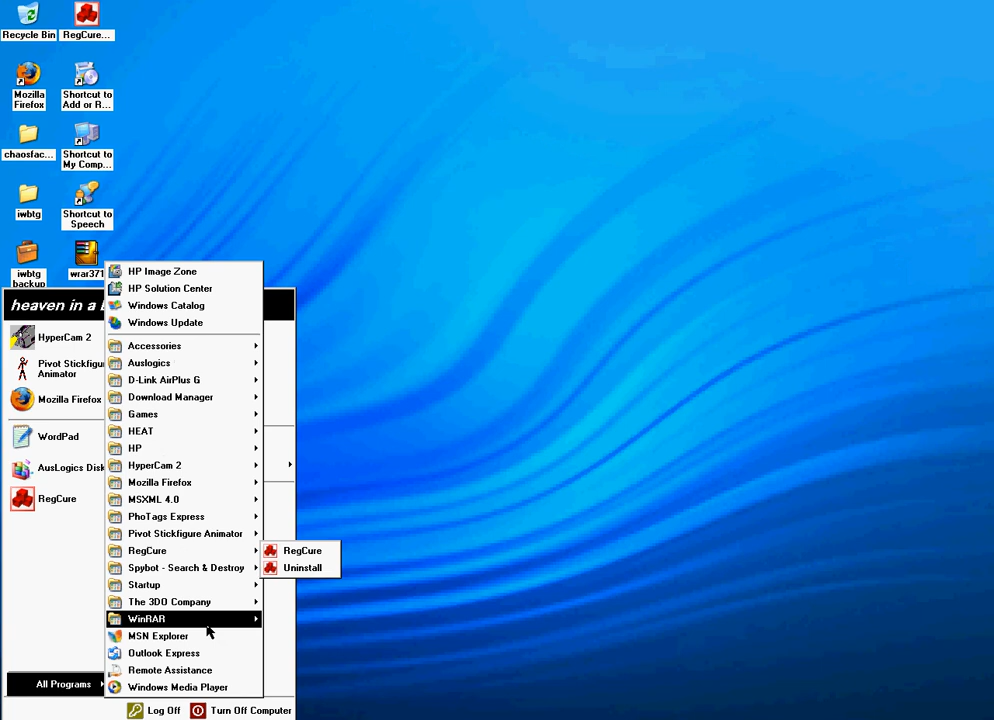 Recycle Bin
RegCure...
Mozilla
Firefox
Shortcut to
Add or R...
chaosfac...
Shortcut to
My Comp...
iwbtg
Shortcut to
Speech
iwbtg
backup
wrar371
heaven in a
HyperCam 2
Pivot Stickfigu
Animator
Mozilla Firefox
WordPad
AusLogics Disk
RegCure
All Programs
HP Image Zone
HP Solution Center
Windows Catalog
Windows Update
Accessories
Auslogics
D-Link AirPlus G
Download Manager
Games
HEAT
HP
HyperCam 2
Mozilla Firefox
MSXML 4.0
PhoTags Express
Pivot Stickfigure Animator
RegCure
Spybot - Search & Destroy
Startup
The 3DO Company
WinRAR
MSN Explorer
Outlook Express
Remote Assistance
Windows Media Player
RegCure
Uninstall
Log Off
Turn Off Computer